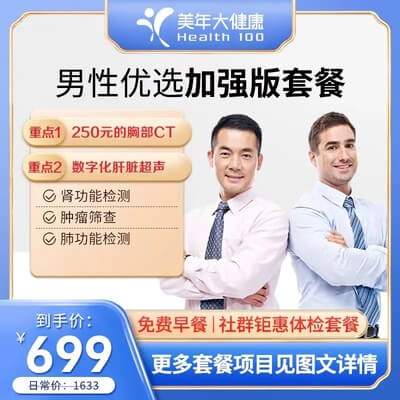 美年大健康
Health 100
男性优选加强版套餐
重点1 250元的胸部CT
重点2 数字化肝脏超声
肾功能检测
肿瘤筛查
肺功能检测
到手价:
¥699
日常价:1633
免费早餐|社群钜惠体检套餐
更多套餐项目见图文详情